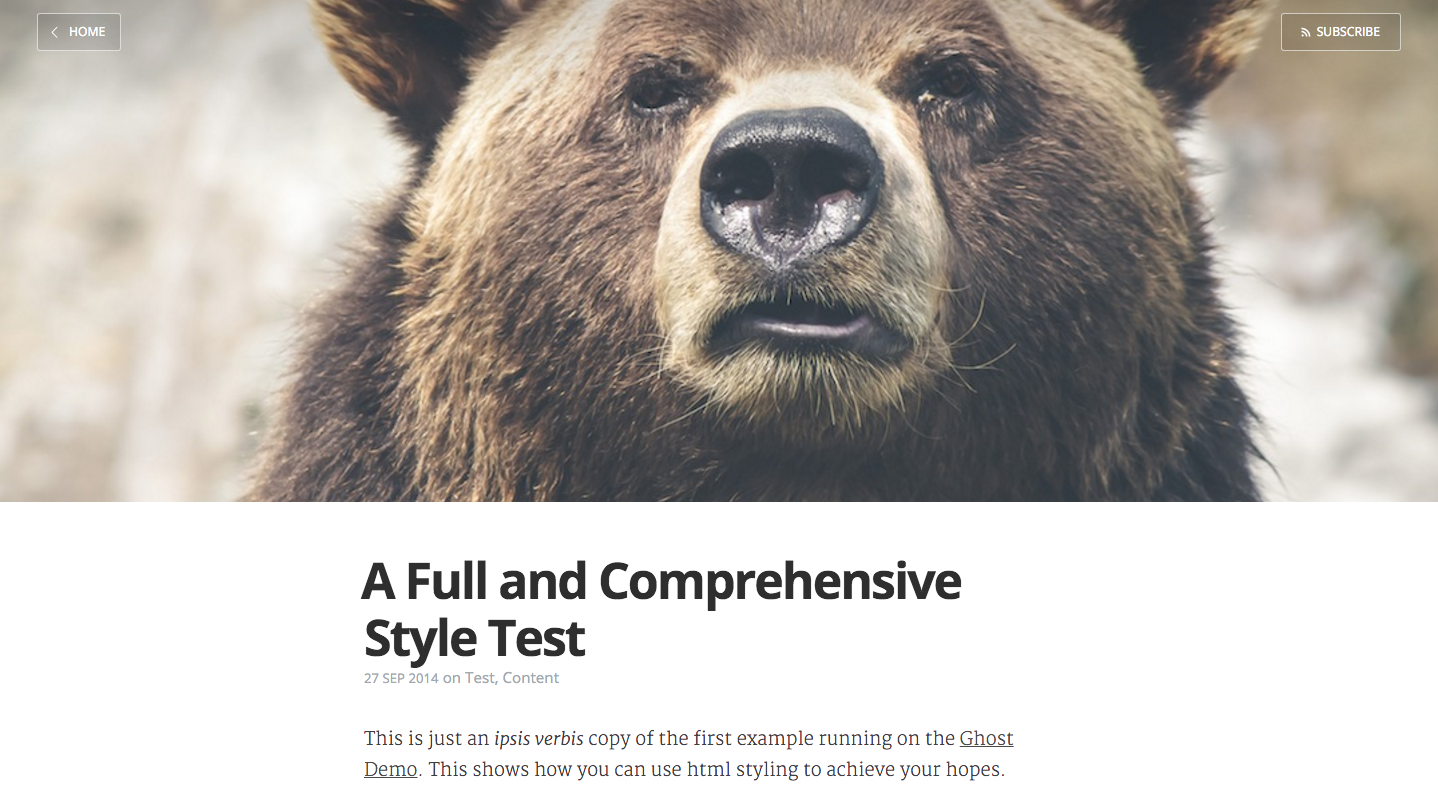 HOME
SUBSCRIBE
A Full and Comprehensive
Style Test
27 SEP 2014 on Test, Content
This is just an ipsis verbis copy of the first example running on the Ghost
Demo. This shows how you can use html styling to achieve your hopes.